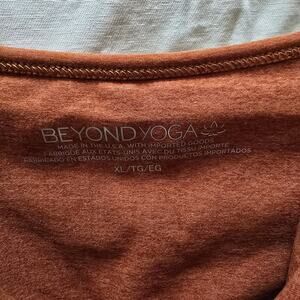 BEYOND YOGA
MADE IN THE U.S.A. WITH IMPORTED GOODS
FABRIQUÉ AUX ÉTATS-UNIS AVEC DU TISSU IMPORTÉ
FABRICADO EN ESTADOS UNIDOS CON PRODUCTOS IMPORTADOS
XL/TG/EG